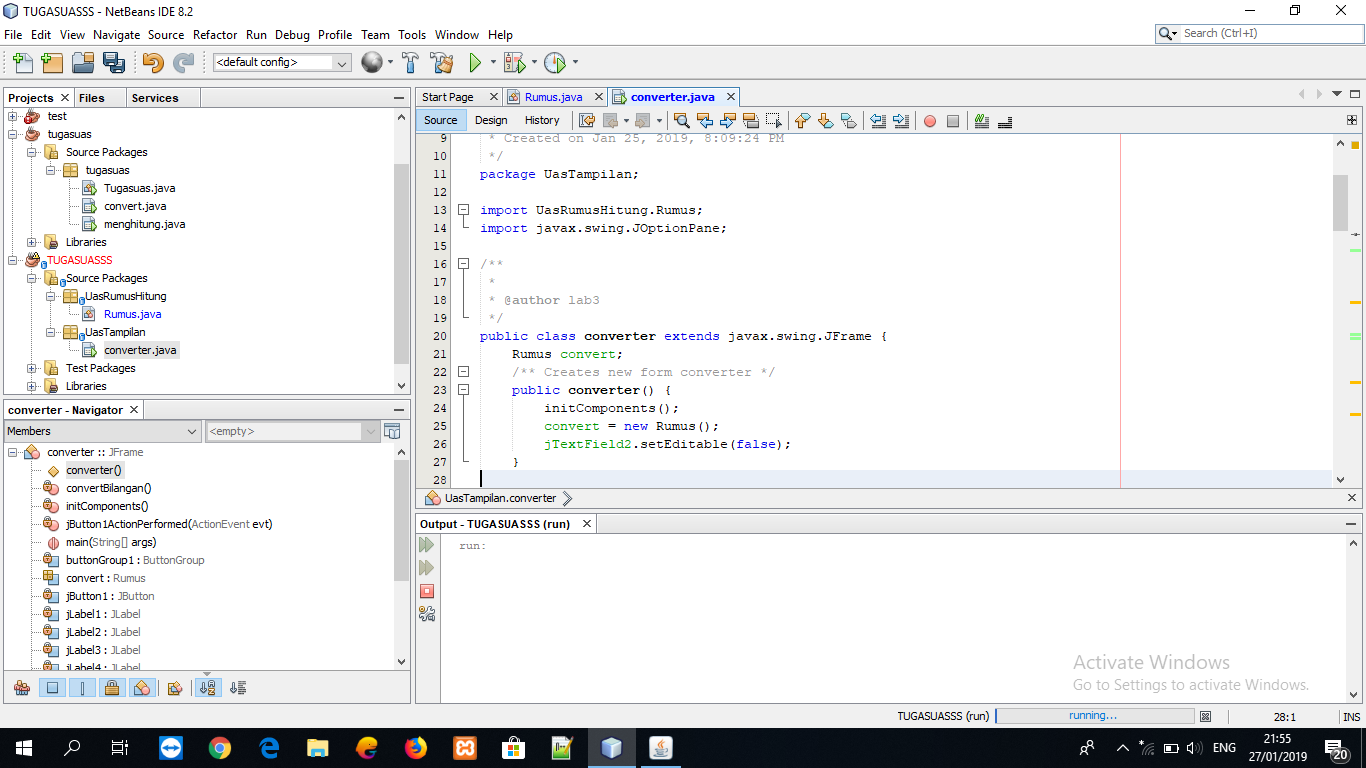 TUGASUASSS - NetBeans IDE 8.2
File Edit View Navigate Source Refactor Run Debug Profile Team Tools Window Help
Search (Ctrl+I)
<default config>
Projects Files Services
test
tugasuas
Source Packages
tugasuas
Tugasuas.java
convert.java
menghitung.java
Libraries
TUGASUASSS
Source Packages
UasRumusHitung
Rumus.java
UasTampilan
converter.java
Test Packages
Libraries
converter - Navigator
Members <empty>
converter :: JFrame
converter()
convertBilangan()
initComponents()
jButton1ActionPerformed(ActionEvent evt)
main(String[] args)
buttonGroup1 : ButtonGroup
convert : Rumus
jButton1 : JButton
jLabel1 : JLabel
jLabel2 : JLabel
jLabel3 : JLabel
jLabel4 : JLabel
Start Page Rumus.java converter.java
Source Design History
9 * Created on Jan 25, 2019, 8:09:24 PM
10 */
11 package UasTampilan;
12
13 import UasRumusHitung.Rumus;
14 import javax.swing.JOptionPane;
15
16 /**
17 *
18 * @author lab3
19 */
20 public class converter extends javax.swing.JFrame {
21 Rumus convert;
22 /** Creates new form converter */
23 public converter() {
24 initComponents();
25 convert = new Rumus();
26 jTextField2.setEditable(false);
27 }
28
UasTampilan.converter
Output - TUGASUASSS (run)
run:
Activate Windows
Go to Settings to activate Windows.
TUGASUASSS (run) running... 28:1 INS
ENG
21:55
27/01/2019
20